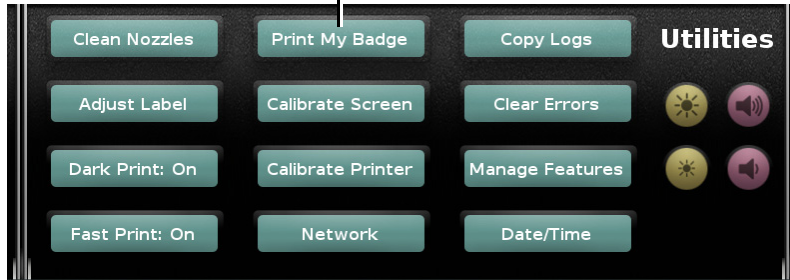 Clean Nozzles
Print My Badge
Copy Logs
Utilities
Adjust Label
Calibrate Screen
Clear Errors
Dark Print: On
Calibrate Printer
Manage Features
Fast Print: On
Network
Date/Time